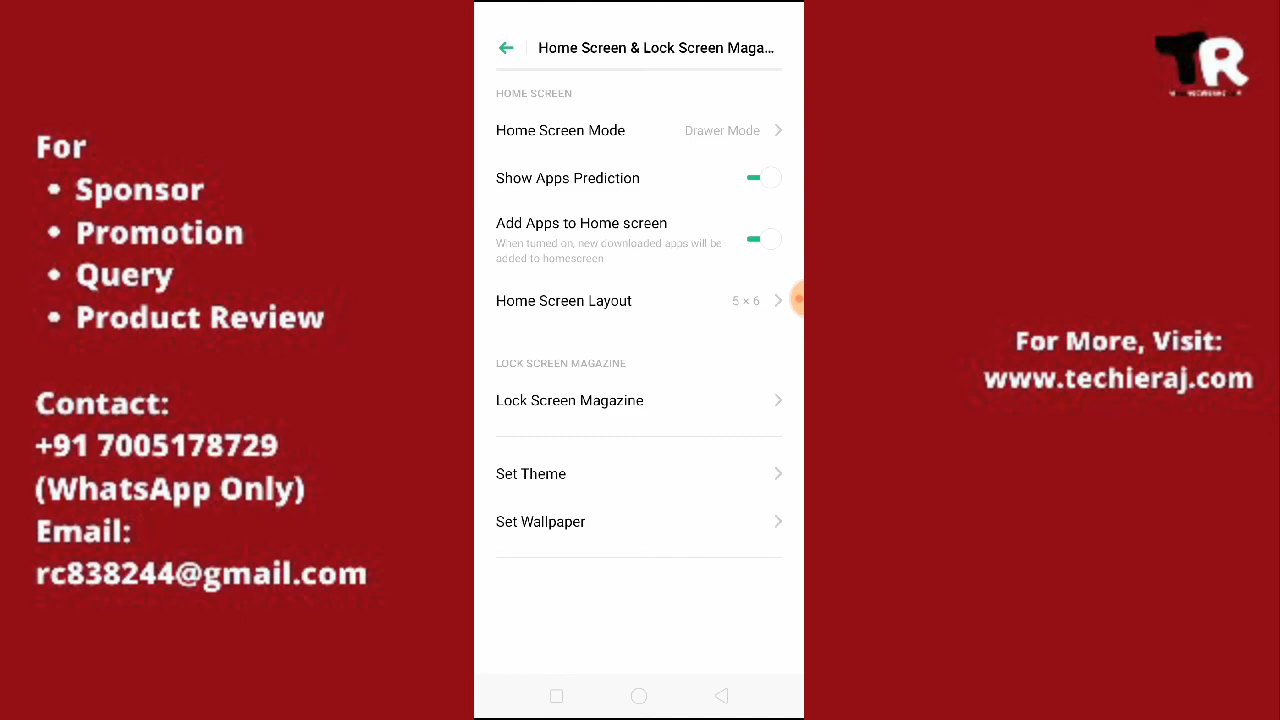 For
• Sponsor
• Promotion
• Query
• Product Review
Contact:
+91 7005178729
(WhatsApp Only)
Email:
rc838244@gmail.com
Home Screen & Lock Screen Maga...
HOME SCREEN
Home Screen Mode Drawer Mode
Show Apps Prediction
Add Apps to Home screen
When turned on, new downloaded apps will be
added to homescreen
Home Screen Layout 5 × 6
LOCK SCREEN MAGAZINE
Lock Screen Magazine
Set Theme
Set Wallpaper
TR
For More, Visit:
www.techieraj.com